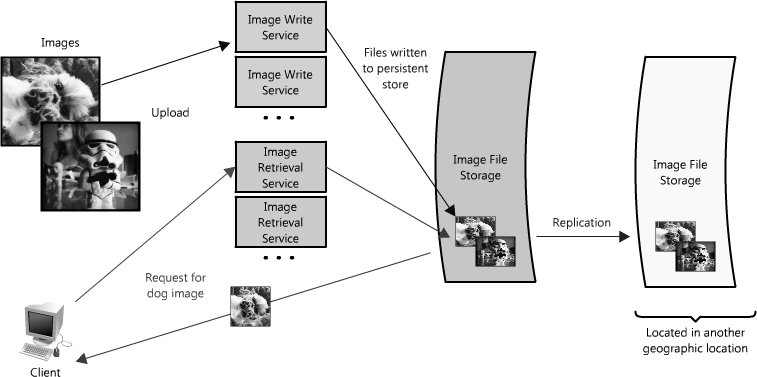 Images
Upload
Image Write
Service
Image Write
Service
• • •
Image
Retrieval
Service
Image
Retrieval
Service
• • •
Files written
to persistent
store
Image File
Storage
Replication
Image File
Storage
Located in another
geographic location
Request for
dog image
Client